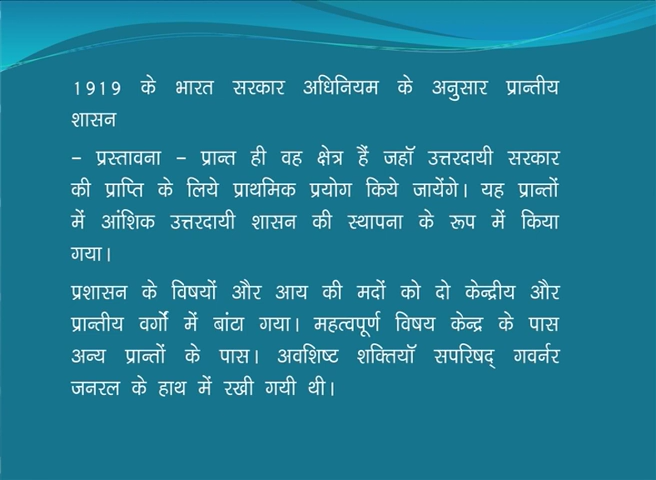 1919 के भारत सरकार अधिनियम के अनुसार प्रान्तीय
शासन
– प्रस्तावना – प्रान्त ही वह क्षेत्र हैं जहॉ उत्तरदायी सरकार
की प्राप्ति के लिये प्राथमिक प्रयोग किये जायेंगे। यह प्रान्तों
में आंशिक उत्तरदायी शासन की स्थापना के रूप में किया
गया।
प्रशासन के विषयों और आय की मदों को दो केन्द्रीय और
प्रान्तीय वर्गों में बांटा गया। महत्वपूर्ण विषय केन्द्र के पास
अन्य प्रान्तों के पास। अवशिष्ट शक्तियॉ सपरिषद् गवर्नर
जनरल के हाथ में रखी गयी थी।